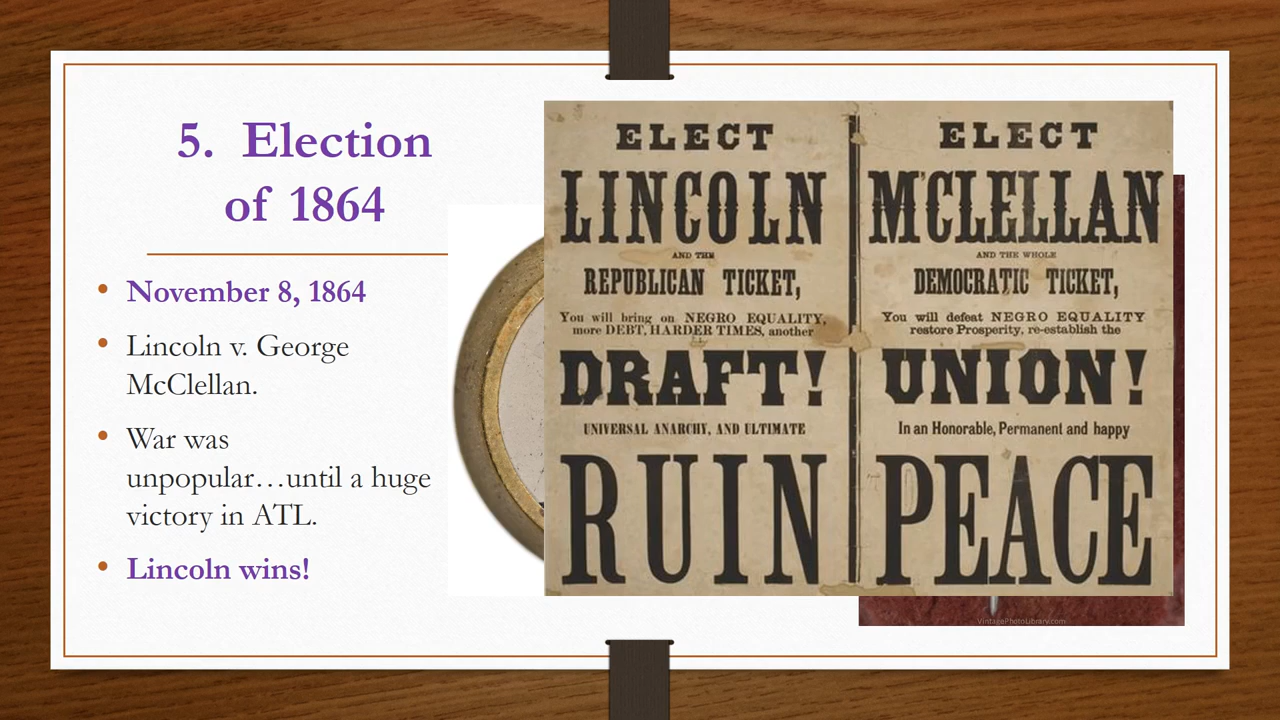 5. Election
of 1864
• November 8, 1864
• Lincoln v. George
McClellan.
• War was
unpopular…until a huge
victory in ATL.
• Lincoln wins!
ELECT
LINCOLN
AND THE
REPUBLICAN TICKET,
You will bring on NEGRO EQUALITY,
more DEBT, HARDER TIMES, another
DRAFT!
UNIVERSAL ANARCHY, AND ULTIMATE
RUIN
ELECT
M'CLELLAN
AND THE WHOLE
DEMOCRATIC TICKET,
You will defeat NEGRO EQUALITY
restore Prosperity, re-establish the
UNION!
In an Honorable, Permanent and happy
PEACE
VintagePhotoLibrary.com